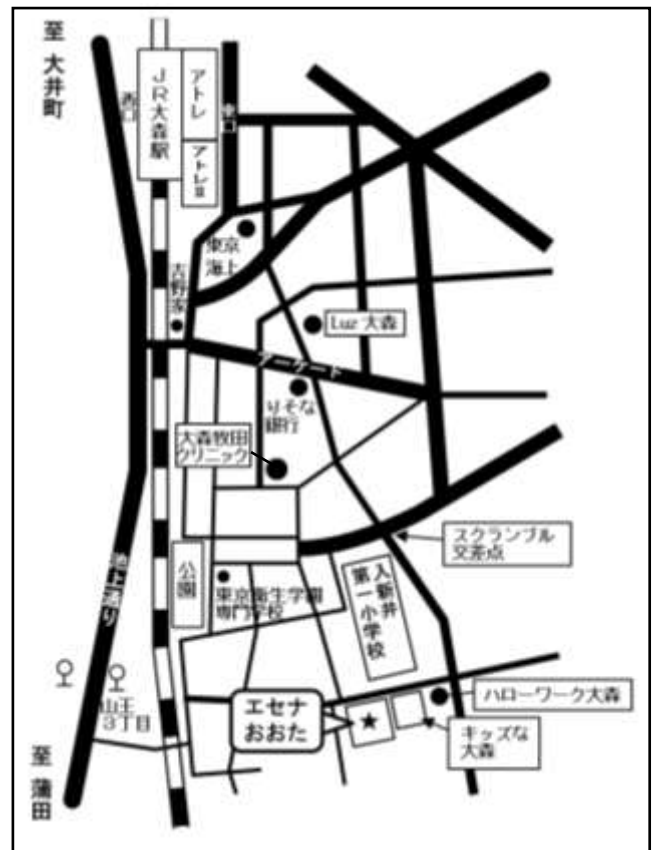 至 大井町
西口
JR大森駅
アトレ
アトレⅡ
東口
東京
海上
吉野家
Luz 大森
アーケード
りそな
銀行
大森牧田
クリニック
スクランブル
交差点
公園
東京衛生学園
専門学校
入新井
第一小学校
池上通り
山王
3丁目
エセナ
おおた
★
ハローワーク大森
キッズな
大森
至 蒲田